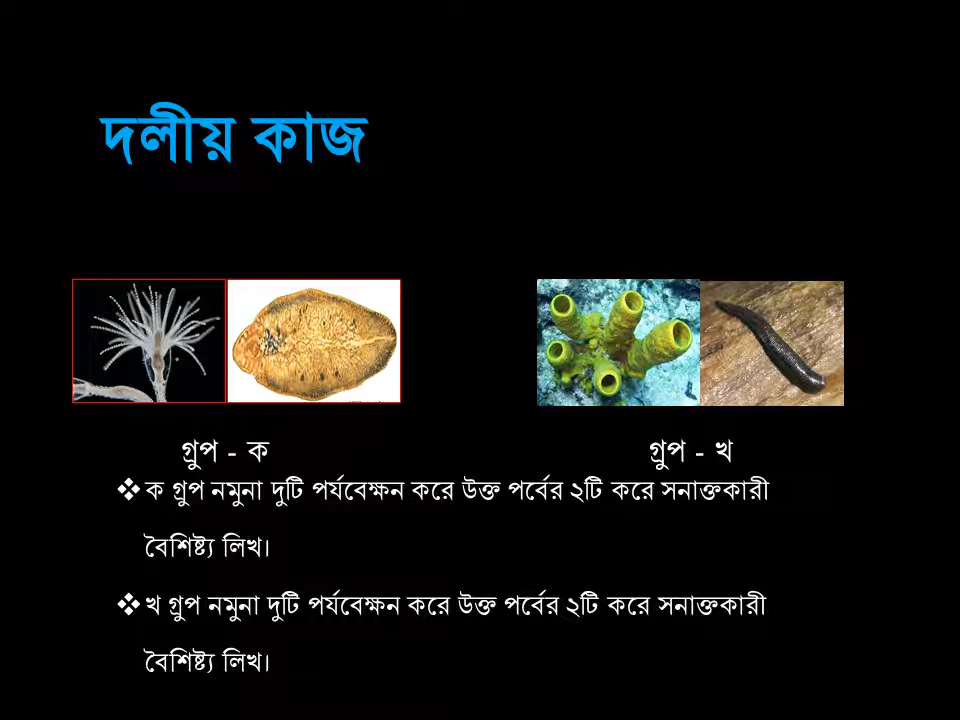 দলীয় কাজ
গ্রুপ - ক
গ্রুপ - খ
❖ক গ্রুপ নমুনা দুটি পর্যবেক্ষন করে উক্ত পর্বের ২টি করে সনাক্তকারী
বৈশিষ্ট্য লিখ।
❖খ গ্রুপ নমুনা দুটি পর্যবেক্ষন করে উক্ত পর্বের ২টি করে সনাক্তকারী
বৈশিষ্ট্য লিখ।